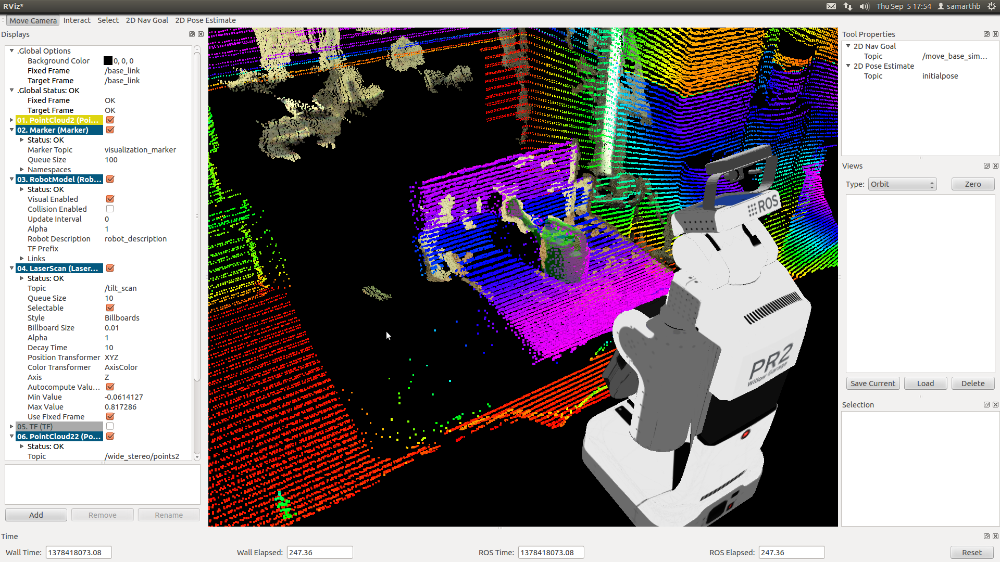 RViz*
Thu Sep 5 17:54 samarthb
Move Camera Interact Select 2D Nav Goal 2D Pose Estimate
Displays
.Global Options
Background Color 0, 0, 0
Fixed Frame /base_link
Target Frame /base_link
.Global Status: OK
Fixed Frame OK
Target Frame OK
01. PointCloud2 (Poi...
02. Marker (Marker)
Status: OK
Marker Topic visualization_marker
Queue Size 100
Namespaces
03. RobotModel (Rob...
Status: OK
Visual Enabled
Collision Enabled
Update Interval 0
Alpha 1
Robot Description robot_description
TF Prefix
Links
04. LaserScan (Laser...
Status: OK
Topic /tilt_scan
Queue Size 10
Selectable
Style Billboards
Billboard Size 0.01
Alpha 1
Decay Time 10
Position Transformer XYZ
Color Transformer AxisColor
Axis Z
Autocompute Valu...
Min Value -0.0614127
Max Value 0.817286
Use Fixed Frame
05. TF (TF)
06. PointCloud22 (Po...
Status: OK
Topic /wide_stereo/points2
Add Remove Rename
ROS
PR2
Willow Garage
Tool Properties
2D Nav Goal
Topic /move_base_sim...
2D Pose Estimate
Topic initialpose
Views
Type: Orbit Zero
Save Current Load Delete
Selection
Time
Wall Time: 1378418073.08 Wall Elapsed: 247.36 ROS Time: 1378418073.08 ROS Elapsed: 247.36 Reset